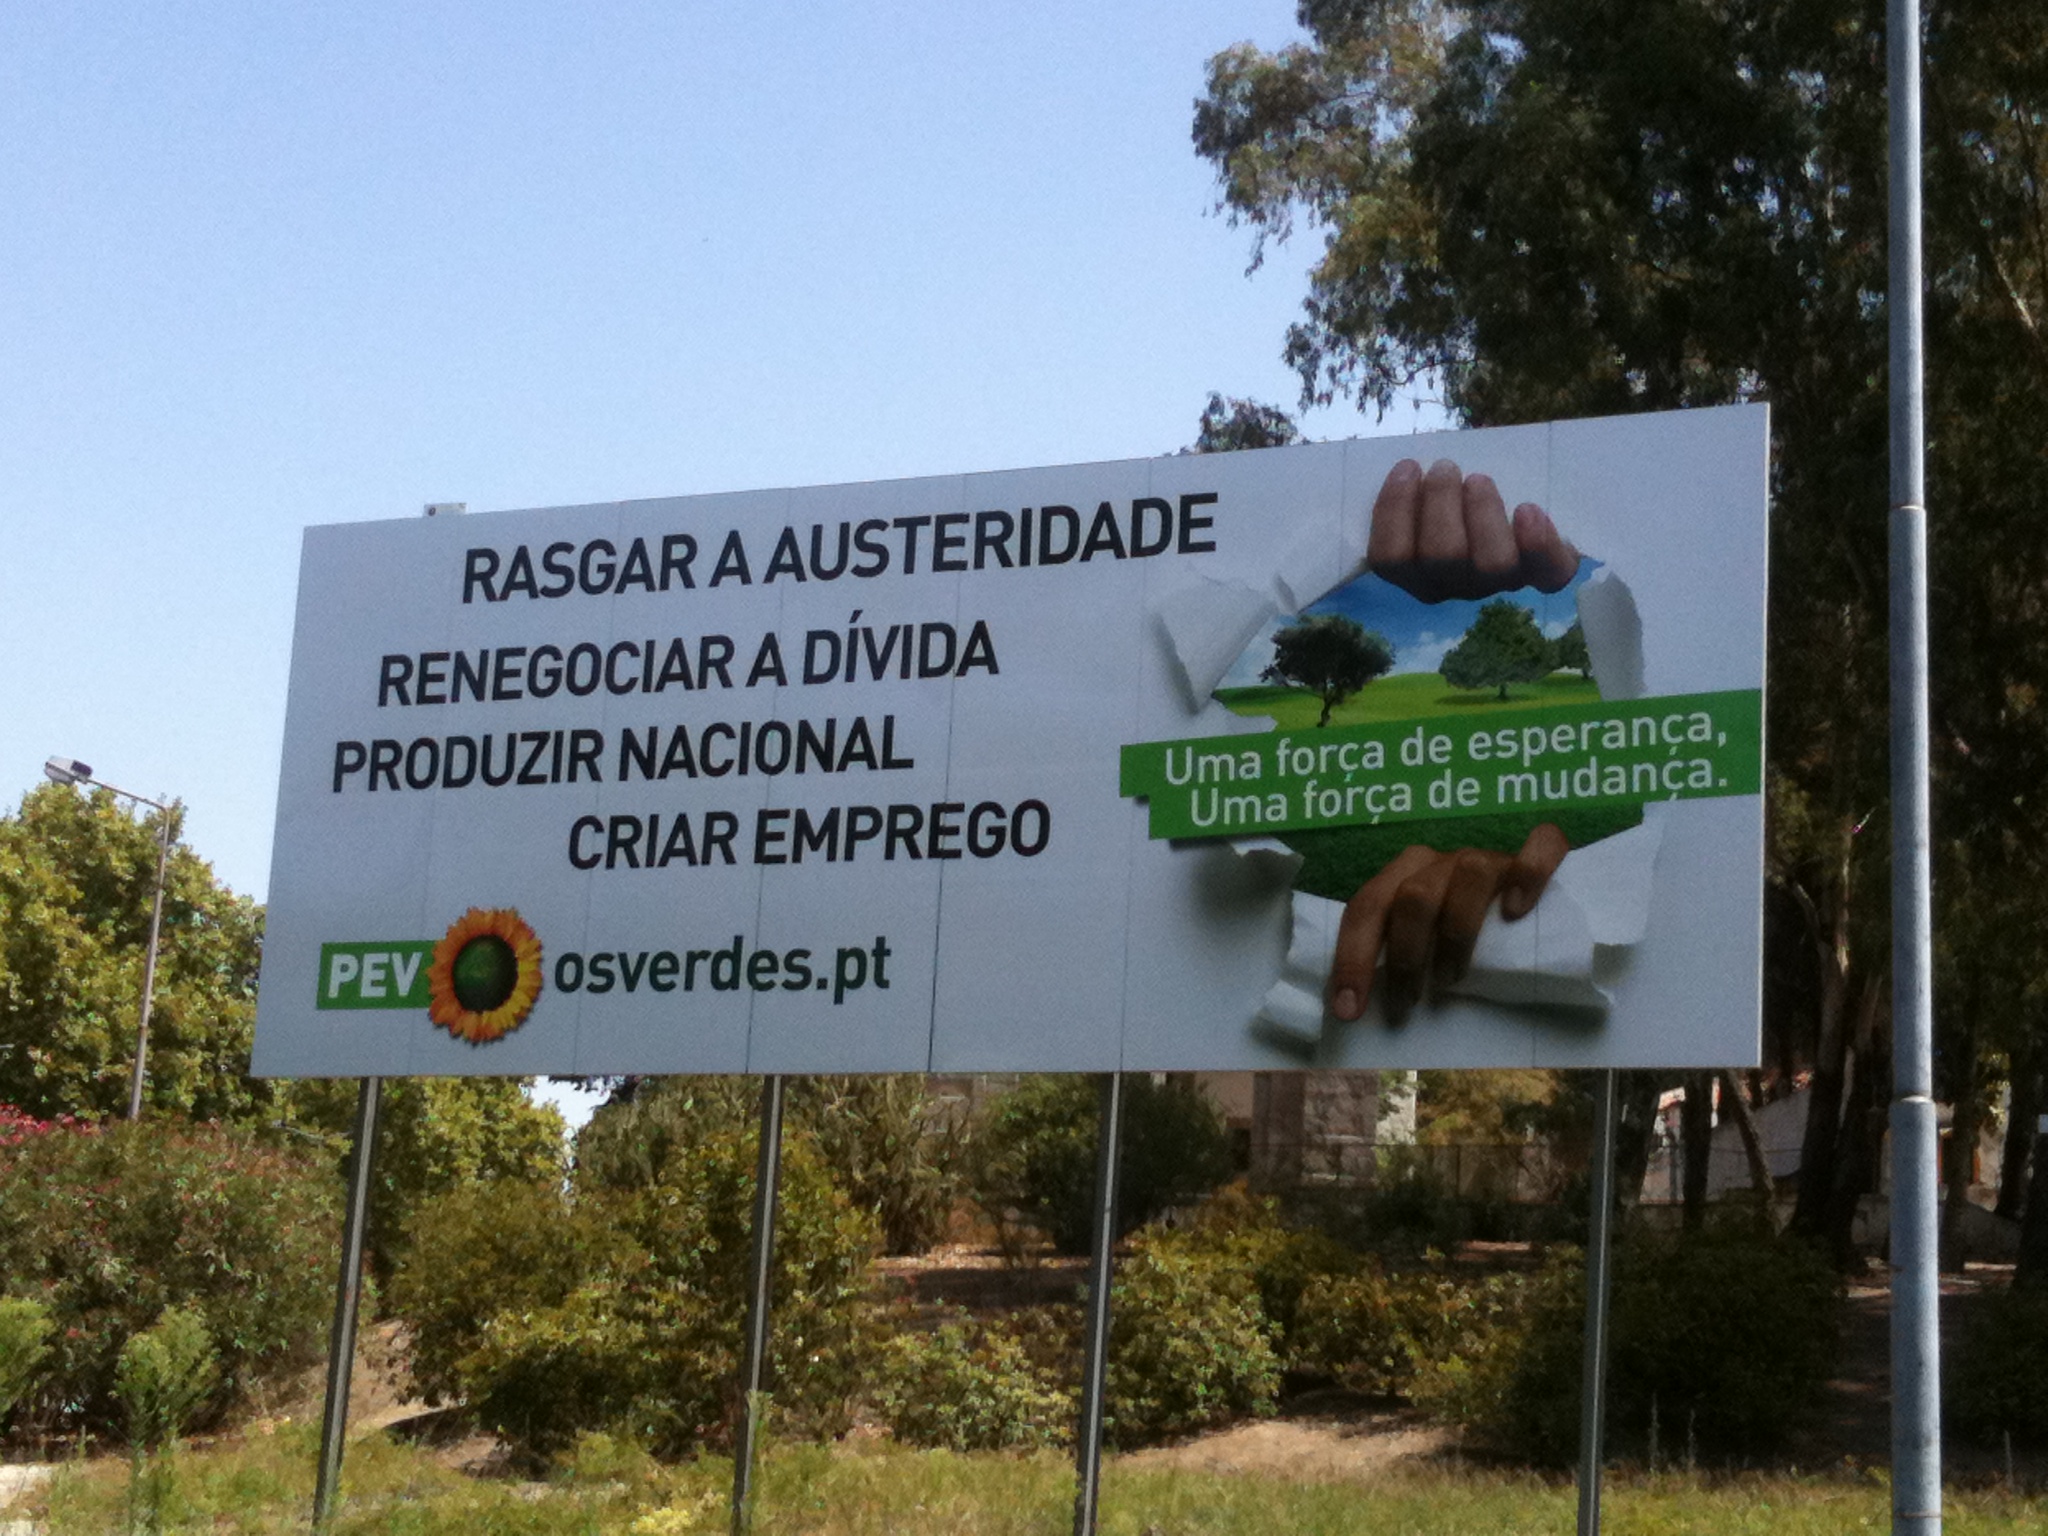 RASGAR A AUSTERIDADE
RENEGOCIAR A DÍVIDA
PRODUZIR NACIONAL
CRIAR EMPREGO
Uma força de esperança,
Uma força de mudança.
PEV osverdes.pt